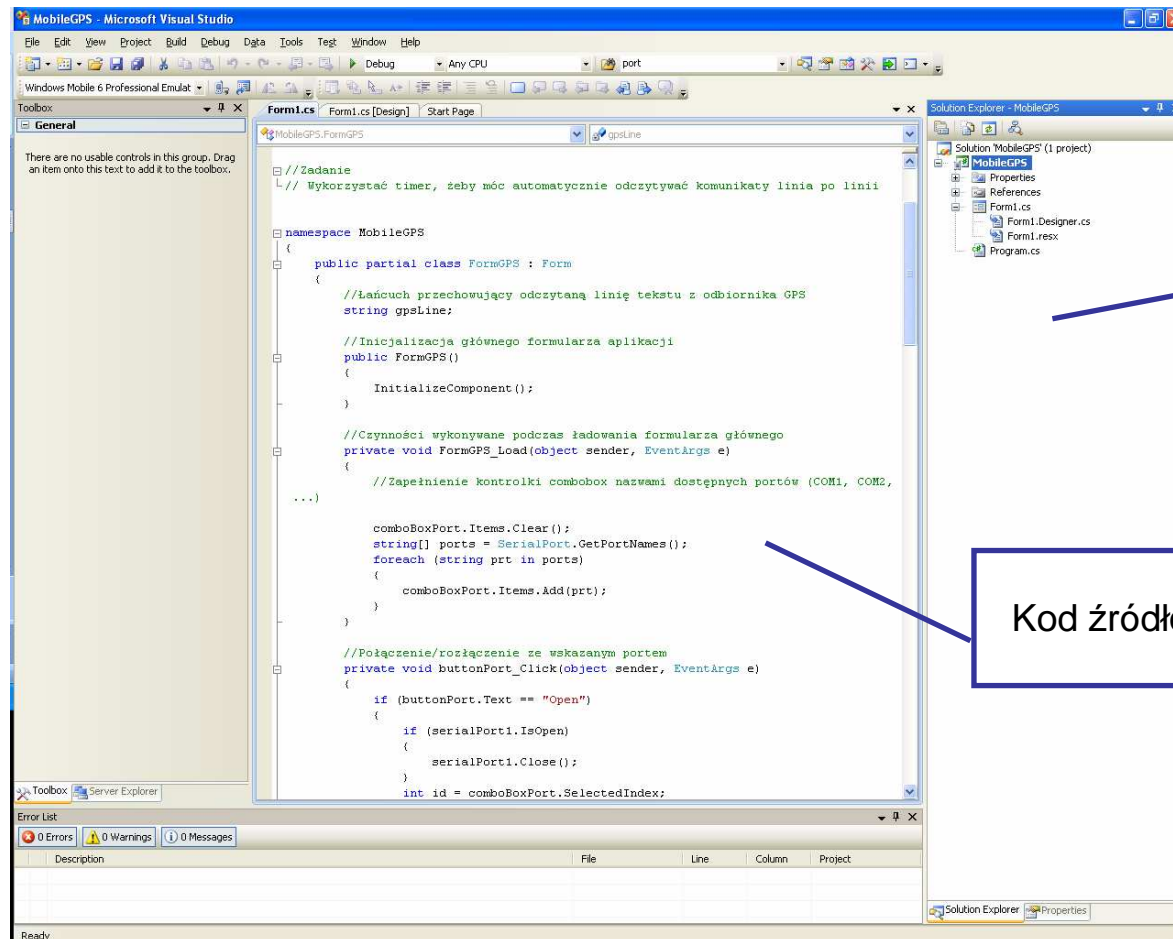 MobileGPS - Microsoft Visual Studio
File Edit View Project Build Debug Data Tools Test Window Help
Debug Any CPU port
Windows Mobile 6 Professional Emulat
Toolbox
General
There are no usable controls in this group. Drag
an item onto this text to add it to the toolbox.
Toolbox Server Explorer
Form1.cs Form1.cs [Design] Start Page
MobileGPS.FormGPS gpsLine
//Zadanie
// Wykorzystać timer, żeby móc automatycznie odczytywać komunikaty linia po linii
namespace MobileGPS
{
public partial class FormGPS : Form
{
//Łańcuch przechowujący odczytaną linię tekstu z odbiornika GPS
string gpsLine;
//Inicjalizacja głównego formularza aplikacji
public FormGPS()
{
InitializeComponent();
}
//Czynności wykonywane podczas ładowania formularza głównego
private void FormGPS_Load(object sender, EventArgs e)
{
//Zapełnienie kontrolki combobox nazwami dostępnych portów (COM1, COM2,
...)
comboBoxPort.Items.Clear();
string[] ports = SerialPort.GetPortNames();
foreach (string prt in ports)
{
comboBoxPort.Items.Add(prt);
}
}
//Połączenie/rozłączenie ze wskazanym portem
private void buttonPort_Click(object sender, EventArgs e)
{
if (buttonPort.Text == "Open")
{
if (serialPort1.IsOpen)
{
serialPort1.Close();
}
int id = comboBoxPort.SelectedIndex;
Solution Explorer - MobileGPS
Solution 'MobileGPS' (1 project)
MobileGPS
Properties
References
Form1.cs
Form1.Designer.cs
Form1.resx
Program.cs
Kod źródło
Solution Explorer Properties
Error List
0 Errors 0 Warnings 0 Messages
Description File Line Column Project
Ready